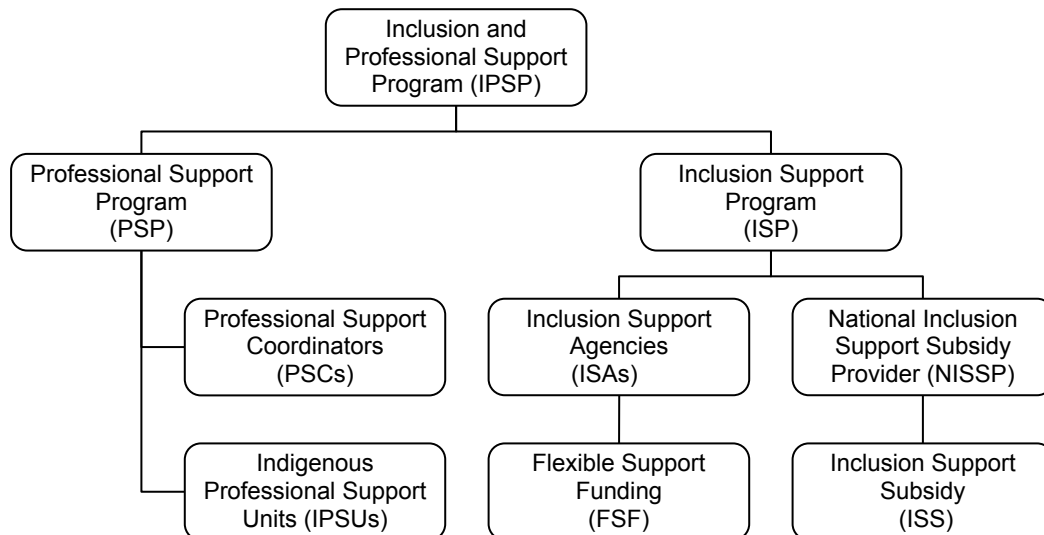 Inclusion and
Professional Support
Program (IPSP)
Professional Support
Program
(PSP)
Inclusion Support
Program
(ISP)
Professional Support
Coordinators
(PSCs)
Inclusion Support
Agencies
(ISAs)
National Inclusion
Support Subsidy
Provider (NISSP)
Indigenous
Professional Support
Units (IPSUs)
Flexible Support
Funding
(FSF)
Inclusion Support
Subsidy
(ISS)